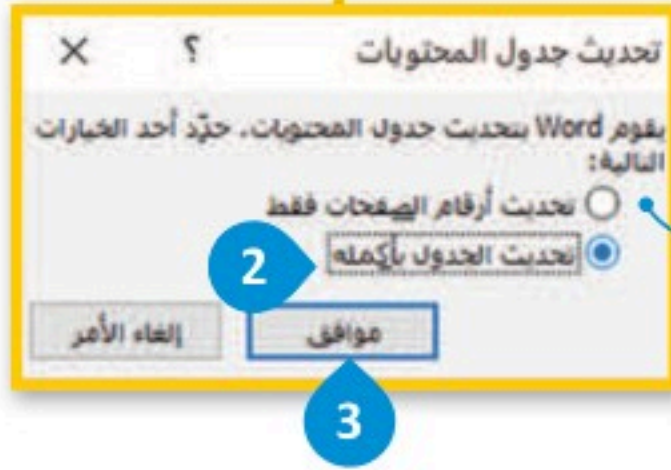 تحديث جدول المحتويات ؟ ×
يقوم Word بتحديث جدول المحتويات، حدّد أحد الخيارات
التالية:
تحديث أرقام الصفحات فقط
تحديث الجدول بأكمله
2
موافق إلغاء الأمر
3